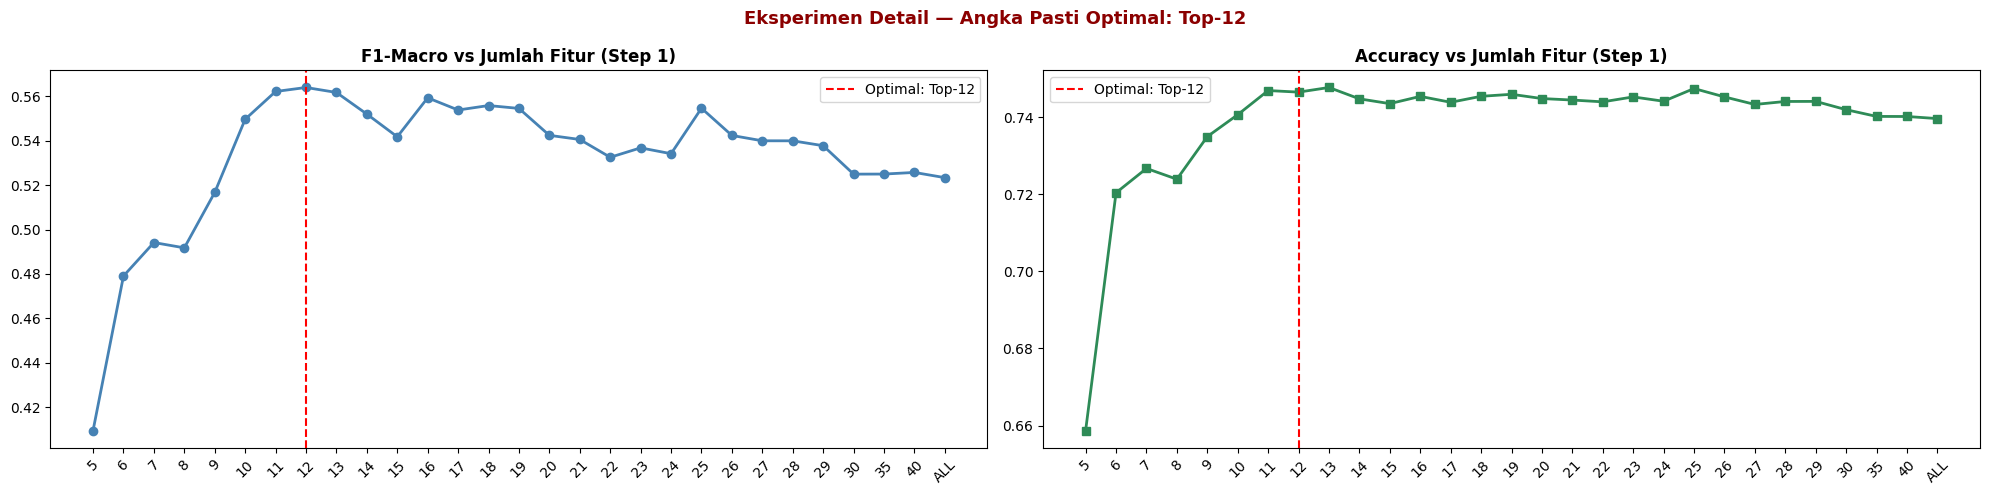 Eksperimen Detail — Angka Pasti Optimal: Top-12
F1-Macro vs Jumlah Fitur (Step 1)
Optimal: Top-12
0.56
0.54
0.52
0.50
0.48
0.46
0.44
0.42
5 6 7 8 9 10 11 12 13 14 15 16 17 18 19 20 21 22 23 24 25 26 27 28 29 30 35 40 ALL
Accuracy vs Jumlah Fitur (Step 1)
Optimal: Top-12
0.74
0.72
0.70
0.68
0.66
5 6 7 8 9 10 11 12 13 14 15 16 17 18 19 20 21 22 23 24 25 26 27 28 29 30 35 40 ALL